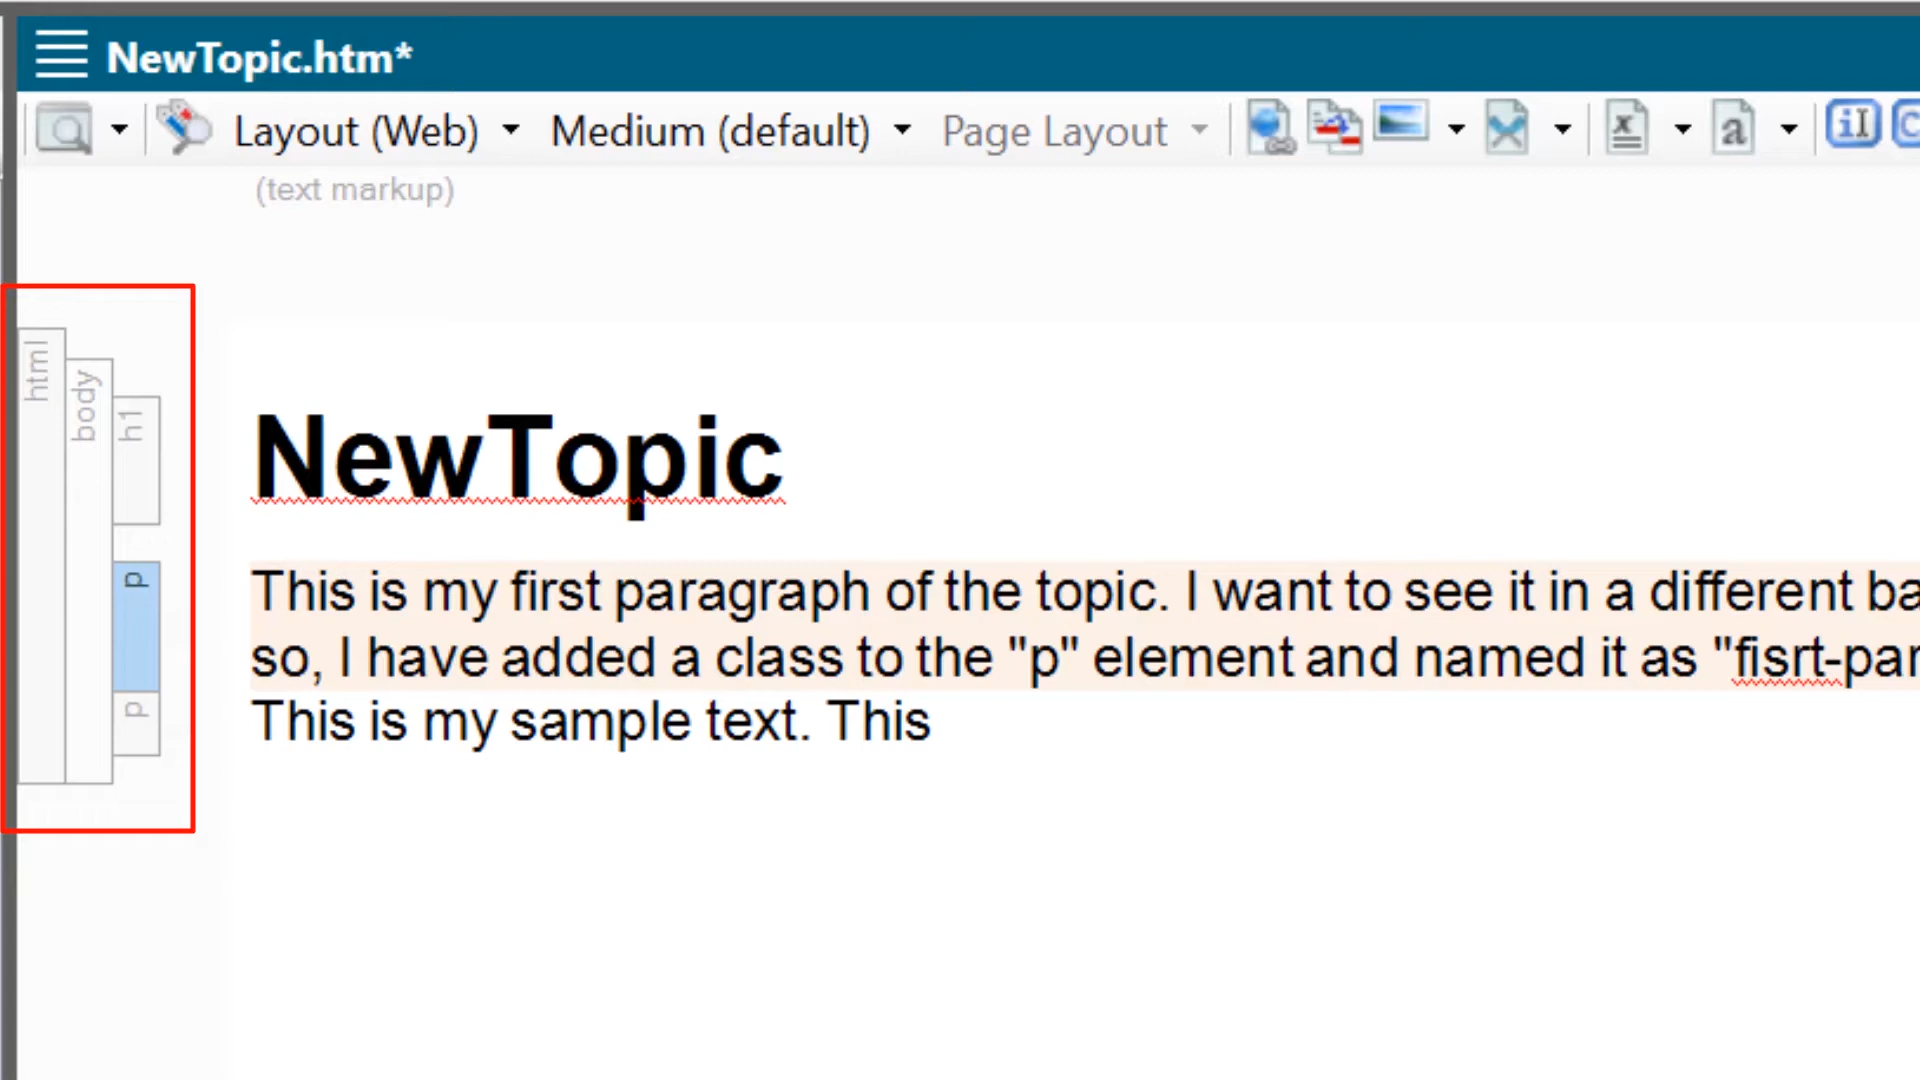 NewTopic.htm*
Layout (Web) Medium (default) Page Layout x a iI
(text markup)
html
body
h1
NewTopic
p
This is my first paragraph of the topic. I want to see it in a different
so, I have added a class to the "p" element and named it as "fisrt-
p
This is my sample text. This